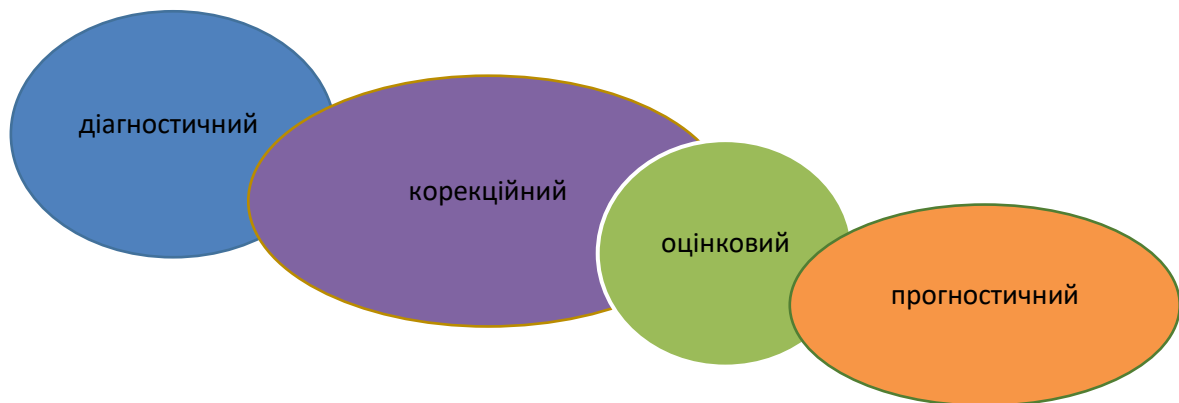 діагностичний
корекційний
оцінковий
прогностичний